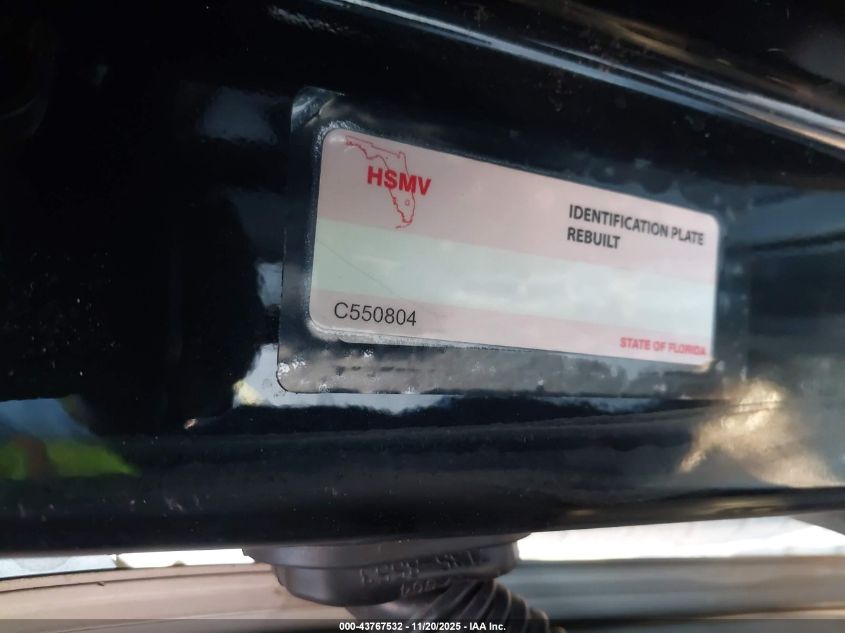 HSMV
IDENTIFICATION PLATE
REBUILT
C550804
STATE OF FLORIDA
000-43767532 - 11/20/2025 - IAA Inc.